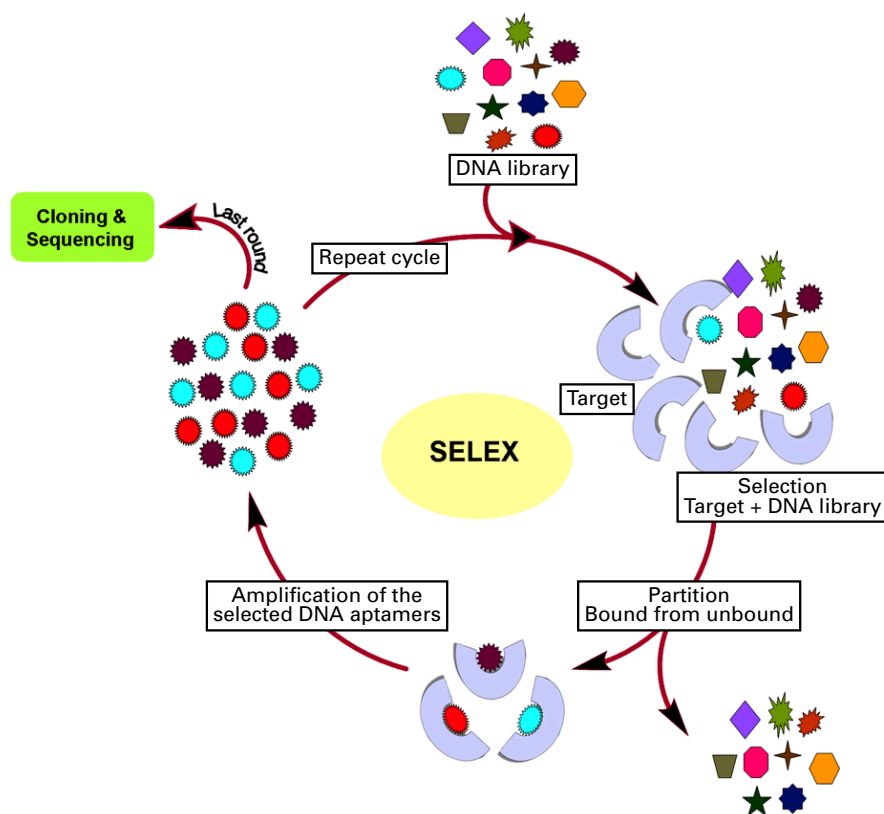 DNA library
Cloning &
Sequencing
Last round
Repeat cycle
Target
SELEX
Selection
Target + DNA library
Amplification of the
selected DNA aptamers
Partition
Bound from unbound